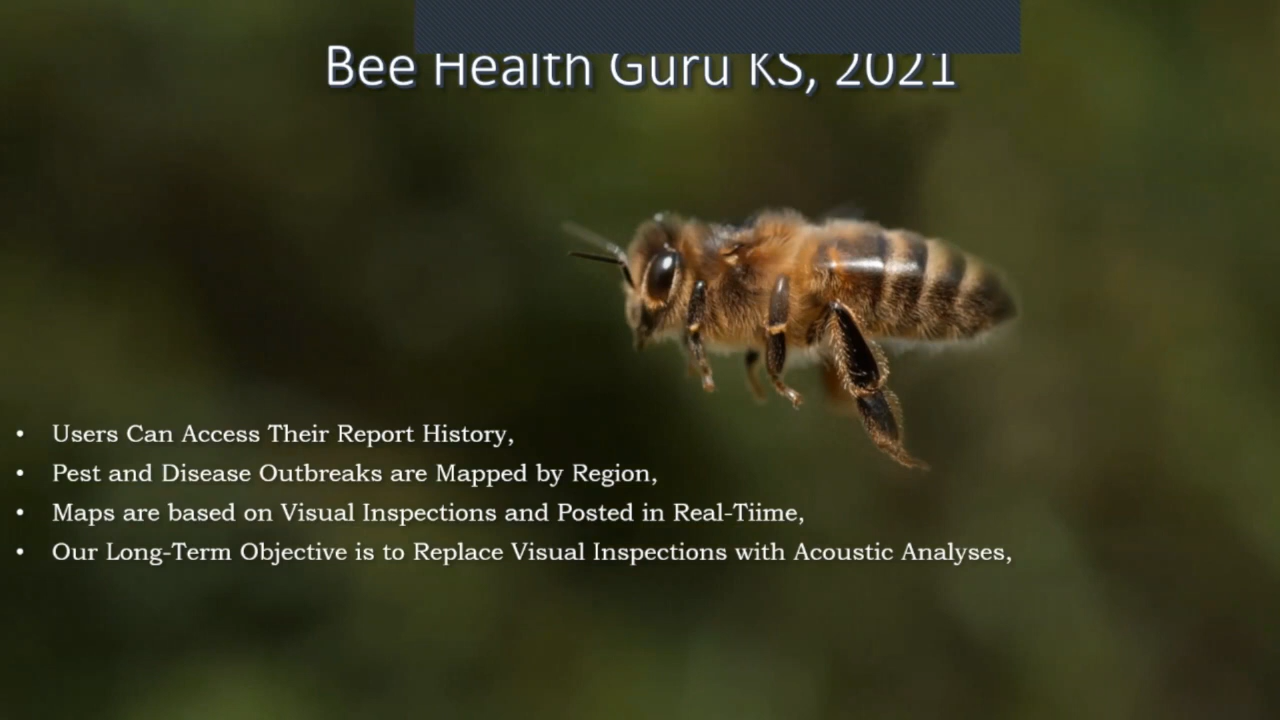 Bee Health Guru KS, 2021
• Users Can Access Their Report History,
• Pest and Disease Outbreaks are Mapped by Region,
• Maps are based on Visual Inspections and Posted in Real-Tiime,
• Our Long-Term Objective is to Replace Visual Inspections with Acoustic Analyses,